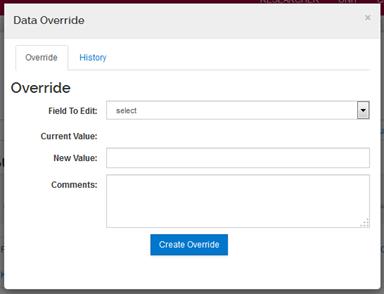 RESEARCHER UNIT
Data Override ×
Override History
Override
Field To Edit: select
Current Value:
New Value:
Comments:
Create Override